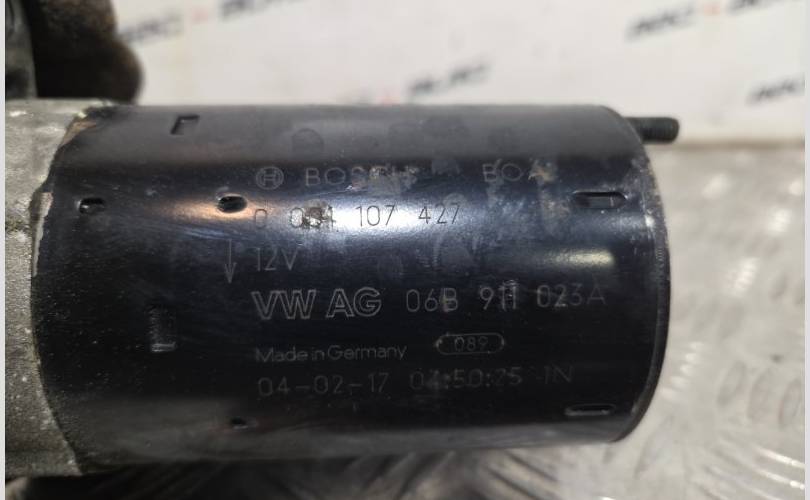 BOSCH BOA
0 001 107 427
12V
VW AG 06B 911 023A
Made in Germany 089
04-02-17 04:50:25 IN